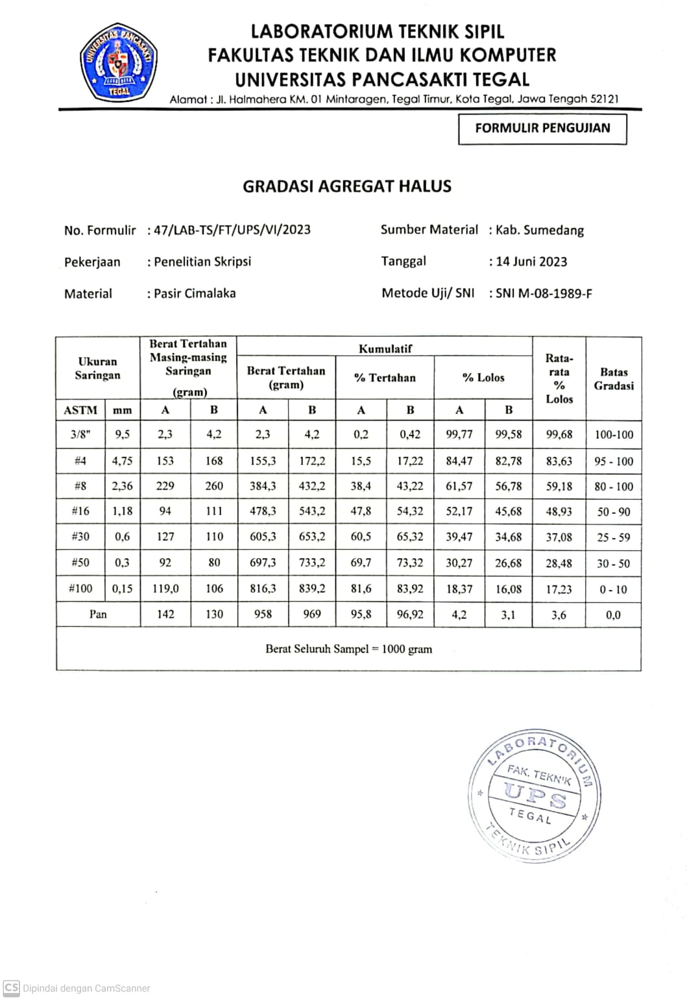 UNIVERSITAS PANCASAKTI
TEGAL
LABORATORIUM TEKNIK SIPIL
FAKULTAS TEKNIK DAN ILMU KOMPUTER
UNIVERSITAS PANCASAKTI TEGAL
Alamat : Jl. Halmahera KM. 01 Mintaragen, Tegal Timur, Kota Tegal, Jawa Tengah 52121
FORMULIR PENGUJIAN
GRADASI AGREGAT HALUS
No. Formulir : 47/LAB-TS/FT/UPS/VI/2023 Sumber Material : Kab. Sumedang
Pekerjaan : Penelitian Skripsi Tanggal : 14 Juni 2023
Material : Pasir Cimalaka Metode Uji/ SNI : SNI M-08-1989-F
Ukuran Saringan Berat Tertahan Masing-masing Saringan (gram) Kumulatif Rata-rata % Lolos Batas Gradasi
Berat Tertahan (gram) % Tertahan % Lolos
ASTM mm A B A B A B A B
3/8" 9,5 2,3 4,2 2,3 4,2 0,2 0,42 99,77 99,58 99,68 100-100
#4 4,75 153 168 155,3 172,2 15,5 17,22 84,47 82,78 83,63 95 - 100
#8 2,36 229 260 384,3 432,2 38,4 43,22 61,57 56,78 59,18 80 - 100
#16 1,18 94 111 478,3 543,2 47,8 54,32 52,17 45,68 48,93 50 - 90
#30 0,6 127 110 605,3 653,2 60,5 65,32 39,47 34,68 37,08 25 - 59
#50 0,3 92 80 697,3 733,2 69,7 73,32 30,27 26,68 28,48 30 - 50
#100 0,15 119,0 106 816,3 839,2 81,6 83,92 18,37 16,08 17,23 0 - 10
Pan 142 130 958 969 95,8 96,92 4,2 3,1 3,6 0,0
Berat Seluruh Sampel = 1000 gram
LABORATORIUM
FAK. TEKNIK
UPS
TEGAL
TEKNIK SIPIL
CS Dipindai dengan CamScanner